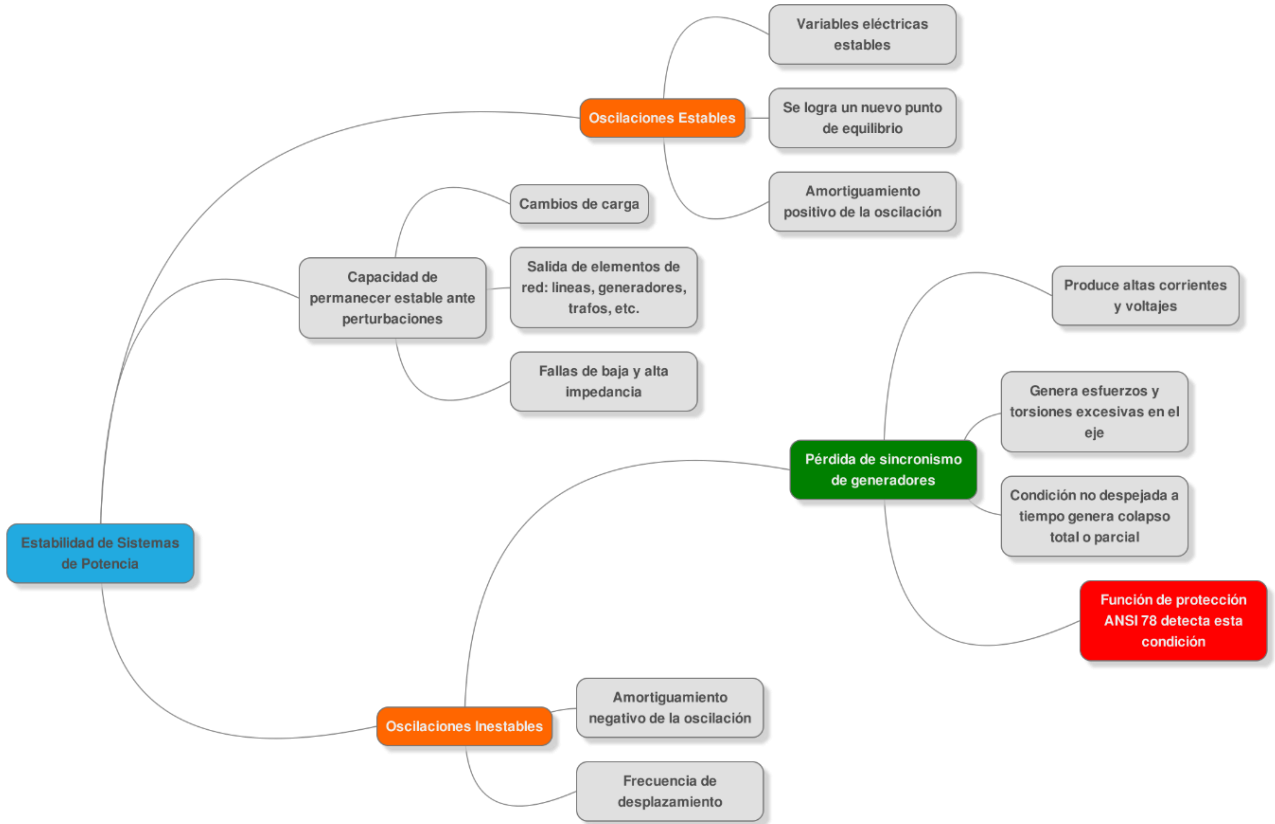 Variables eléctricas
estables
Oscilaciones Estables
Se logra un nuevo punto
de equilibrio
Amortiguamiento
positivo de la oscilación
Cambios de carga
Capacidad de
permanecer estable ante
perturbaciones
Salida de elementos de
red: lineas, generadores,
trafos, etc.
Fallas de baja y alta
impedancia
Produce altas corrientes
y voltajes
Genera esfuerzos y
torsiones excesivas en el
eje
Pérdida de sincronismo
de generadores
Condición no despejada a
tiempo genera colapso
total o parcial
Función de protección
ANSI 78 detecta esta
condición
Estabilidad de Sistemas
de Potencia
Oscilaciones Inestables
Amortiguamiento
negativo de la oscilación
Frecuencia de
desplazamiento